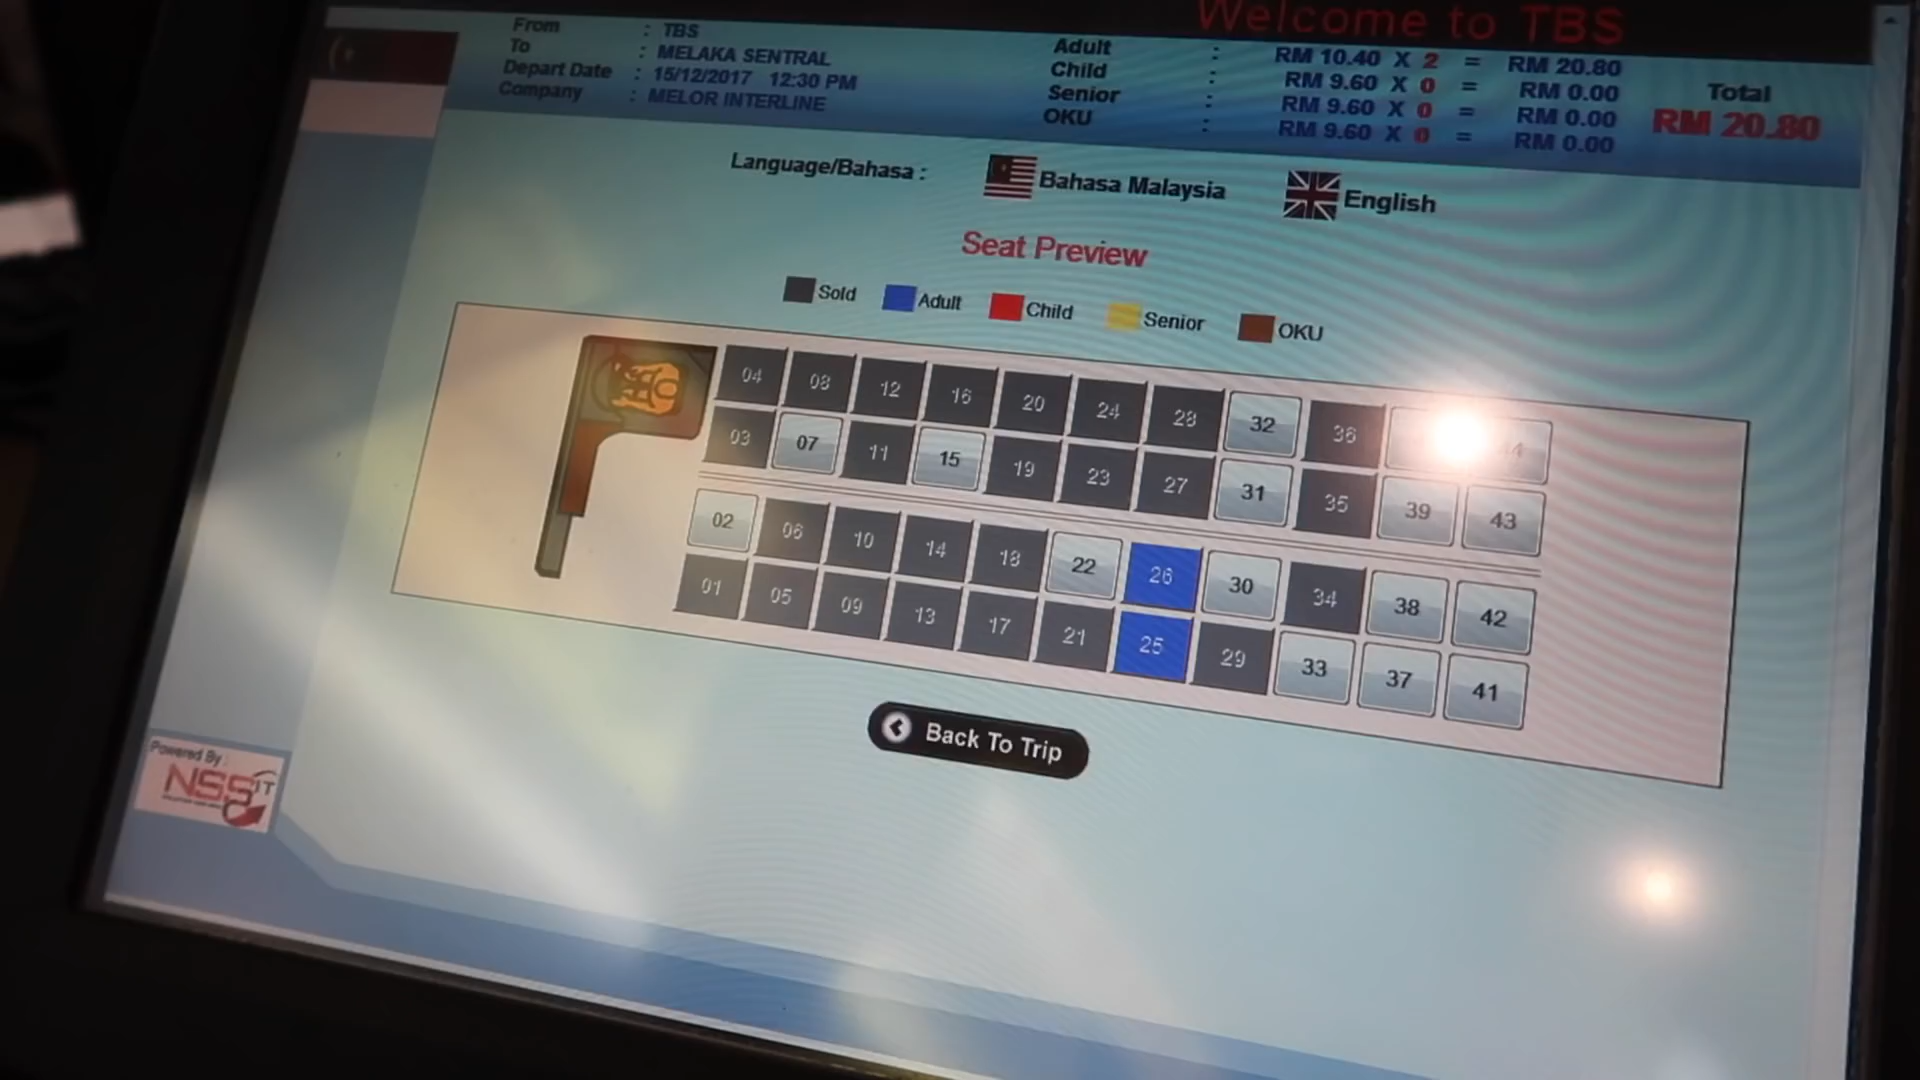 Welcome to TBS
From : TBS
To : MELAKA SENTRAL
Depart Date : 15/12/2017 12:30 PM
Company : MELOR INTERLINE
Adult : RM 10.40 X 2 = RM 20.80
Child : RM 9.60 X 0 = RM 0.00
Senior : RM 9.60 X 0 = RM 0.00
OKU : RM 9.60 X 0 = RM 0.00
Total
RM 20.80
Language/Bahasa : Bahasa Malaysia English
Seat Preview
Sold Adult Child Senior OKU
04 08 12 16 20 24 28 32 36 44
03 07 11 15 19 23 27 31 35 39 43
02 06 10 14 18 22 26 30 34 38 42
01 05 09 13 17 21 25 29 33 37 41
Back To Trip
Powered By :
NSS IT